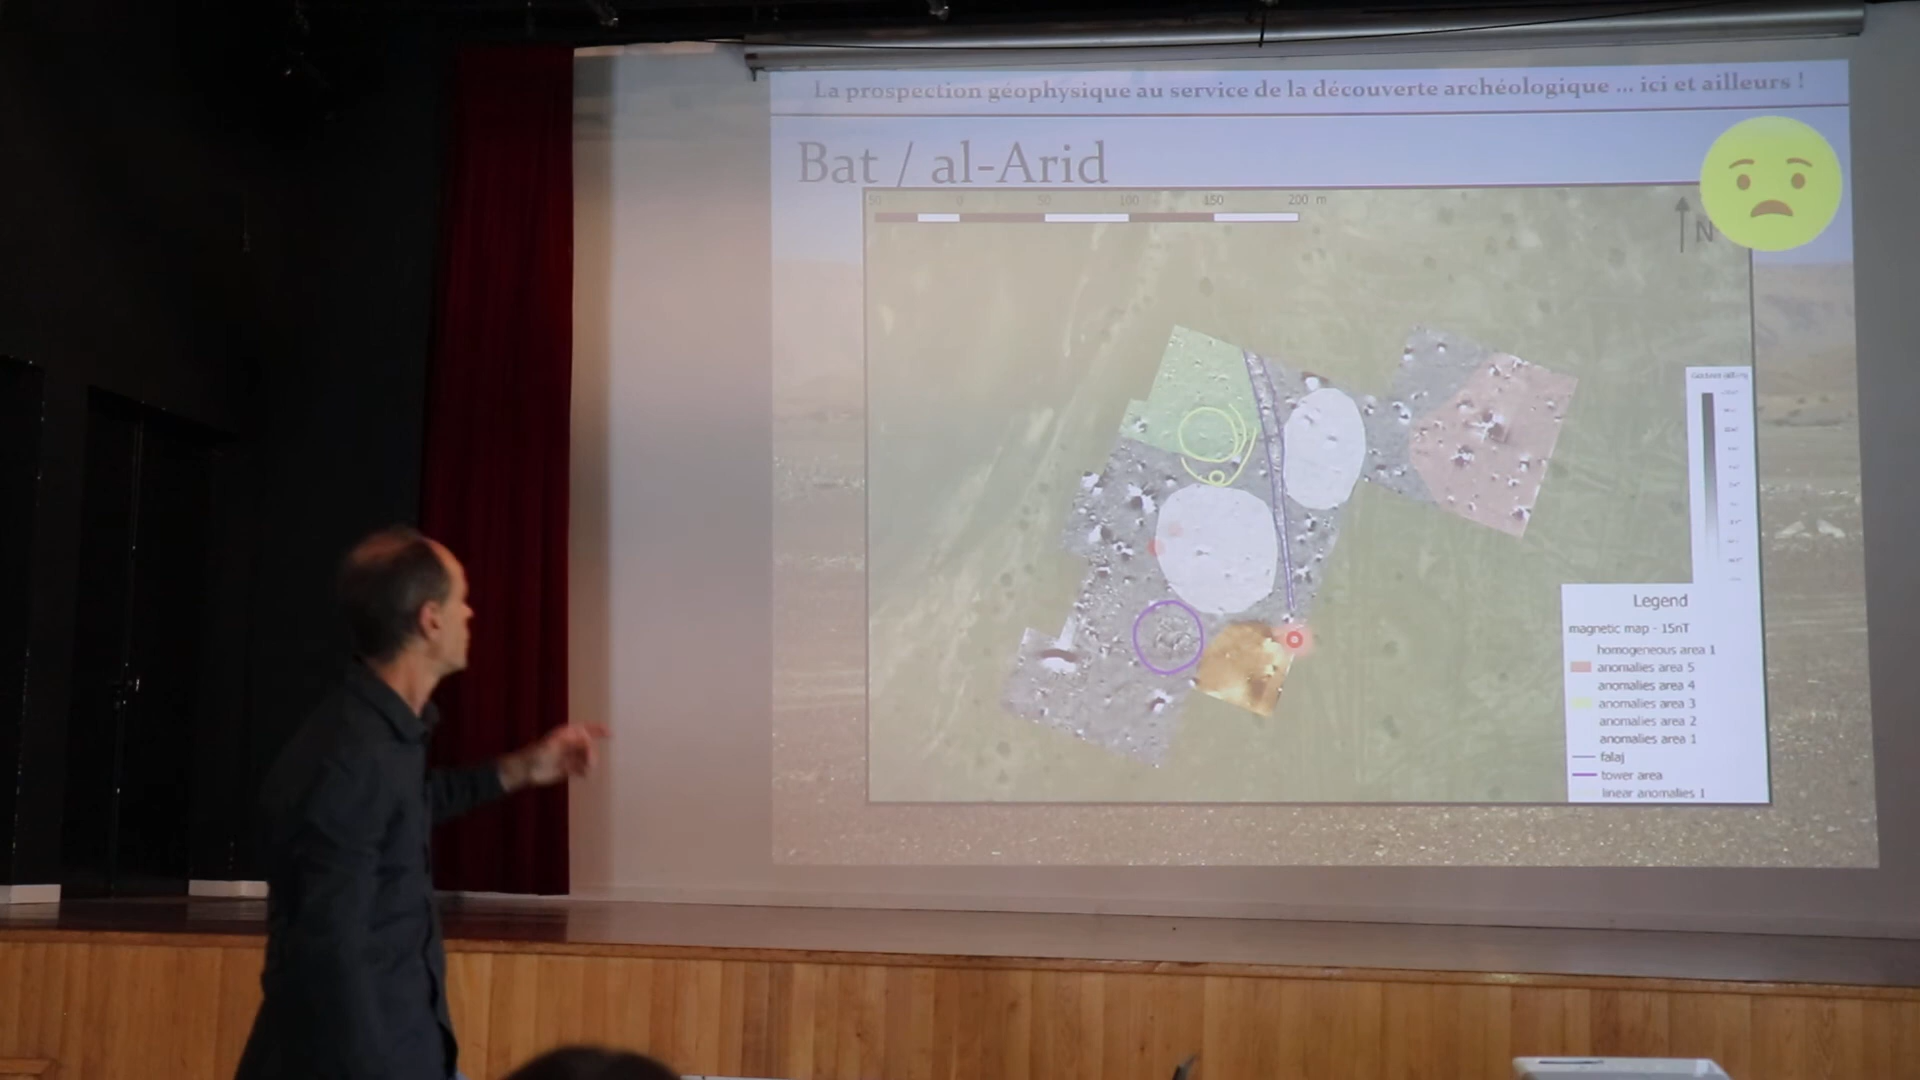 La prospection géophysique au service de la découverte archéologique ... ici et ailleurs !
Bat / al-Arid
50 0 50 100 150 200 m
N
Legend
magnetic map - 15nT
homogeneous area 1
anomalies area 5
anomalies area 4
anomalies area 3
anomalies area 2
anomalies area 1
falaj
tower area
linear anomalies 1